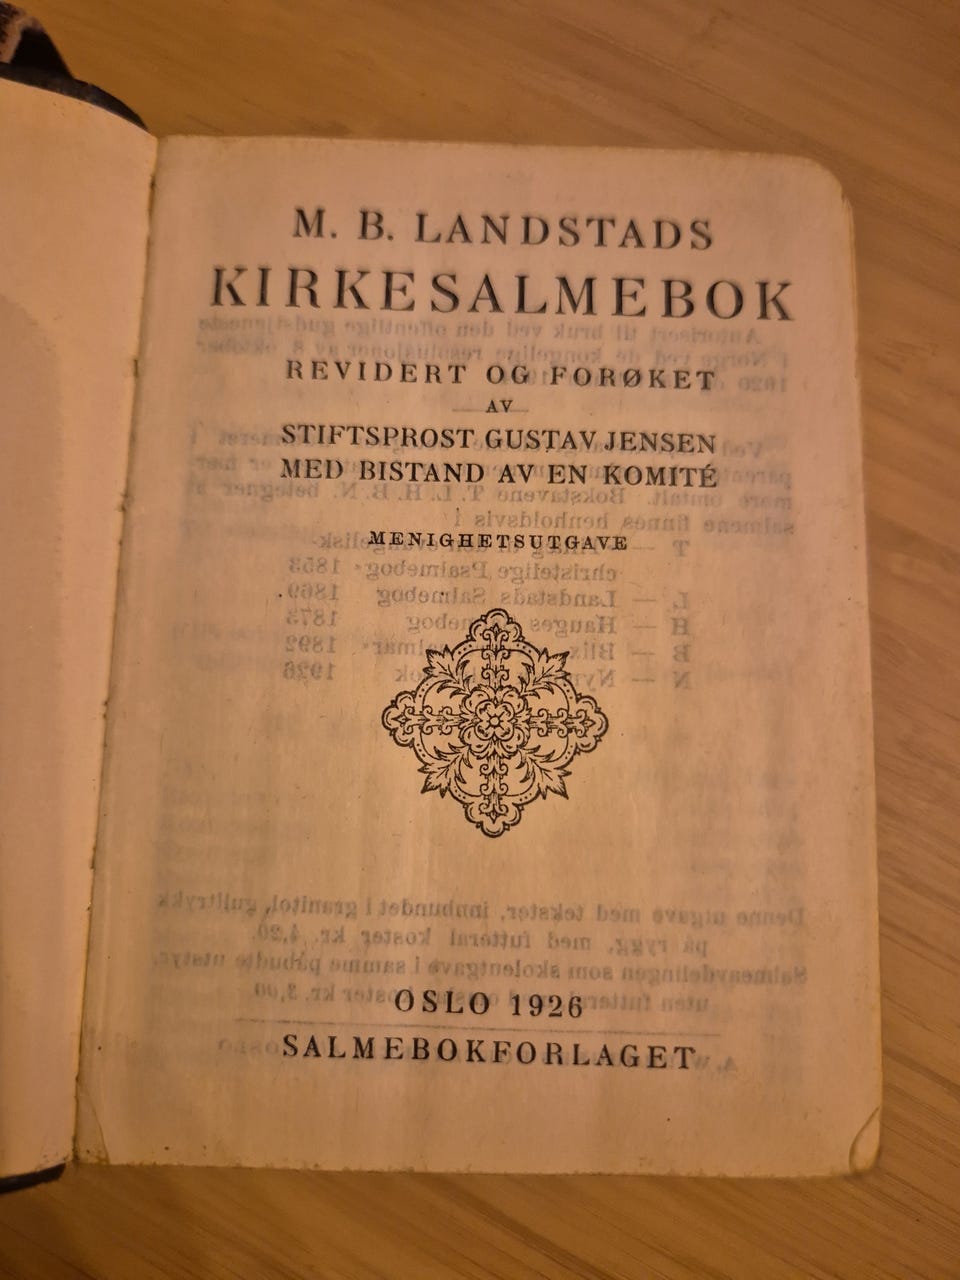 M. B. LANDSTADS
KIRKESALMEBOK
REVIDERT OG FORØKET
AV
STIFTSPROST GUSTAV JENSEN
MED BISTAND AV EN KOMITÉ
MENIGHETSUTGAVE
OSLO 1926
SALMEBOKFORLAGET